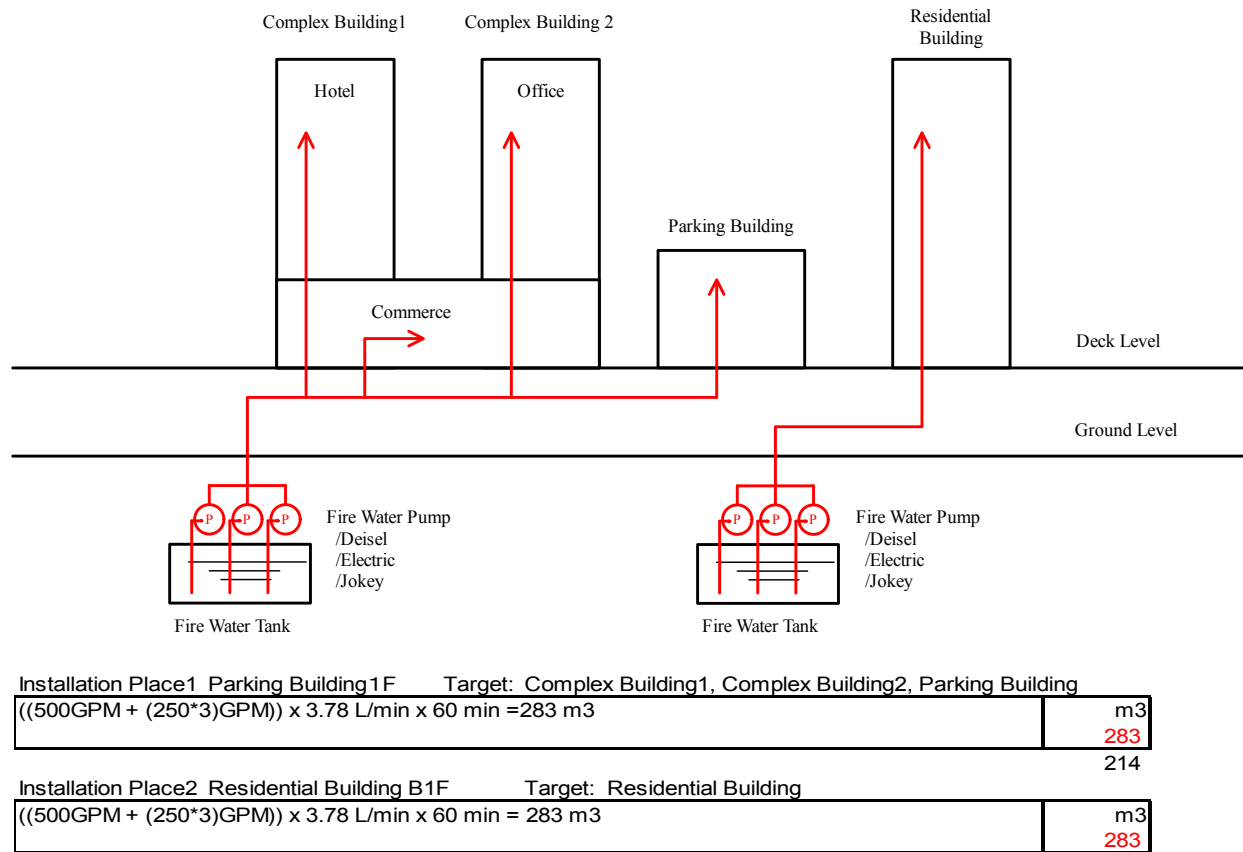 Complex Building1
Complex Building 2
Residential
Building
Hotel
Office
Parking Building
Commerce
Deck Level
Ground Level
P P P
Fire Water Pump
/Deisel
/Electric
/Jokey
Fire Water Tank
P P P
Fire Water Pump
/Deisel
/Electric
/Jokey
Fire Water Tank
Installation Place1 Parking Building1F Target: Complex Building1, Complex Building2, Parking Building
((500GPM + (250*3)GPM)) x 3.78 L/min x 60 min =283 m3 m3
283
214
Installation Place2 Residential Building B1F Target: Residential Building
((500GPM + (250*3)GPM)) x 3.78 L/min x 60 min = 283 m3 m3
283